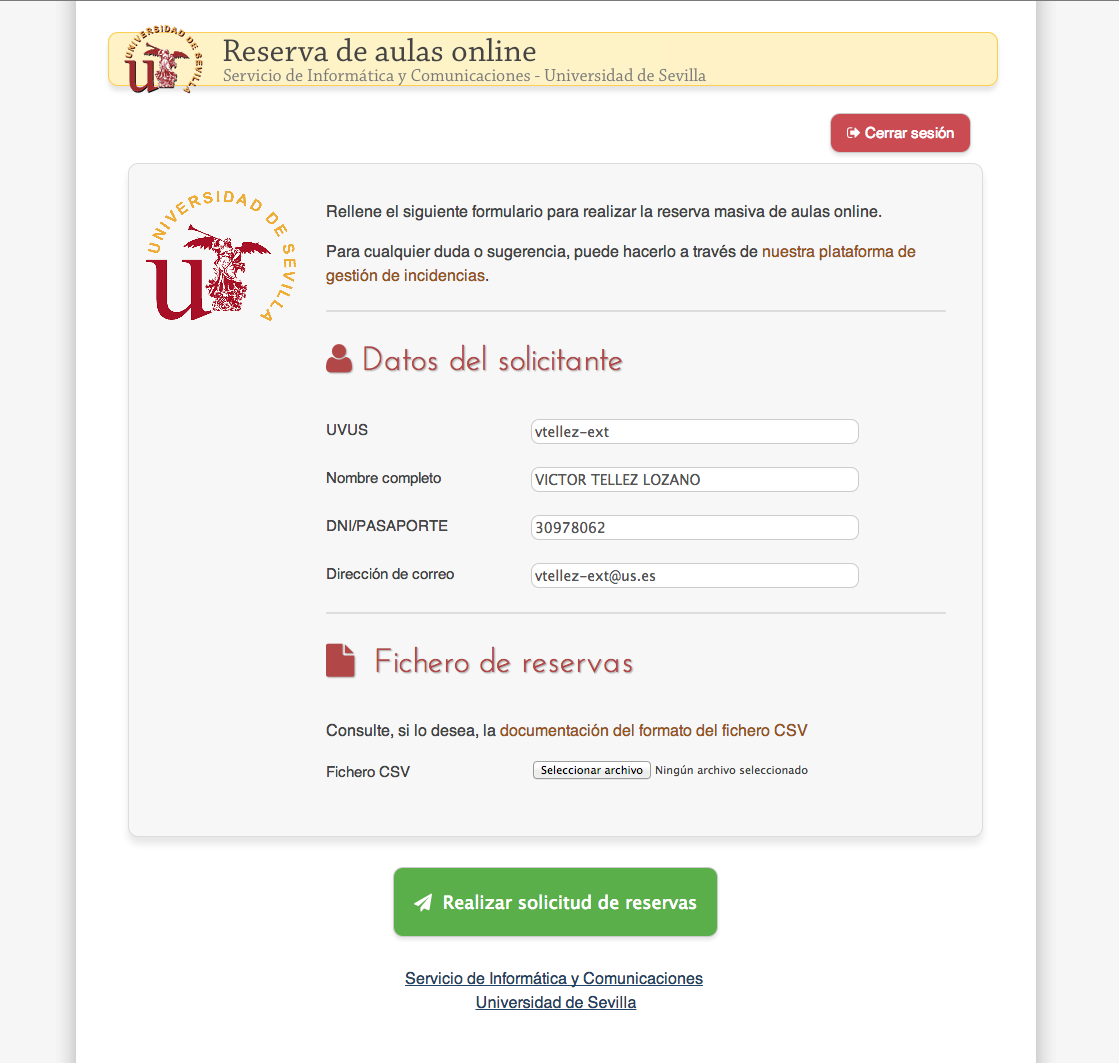 UNIVERSIDAD DE SEVILLA
Reserva de aulas online
Servicio de Informática y Comunicaciones - Universidad de Sevilla
Cerrar sesión
UNIVERSIDAD DE SEVILLA
Rellene el siguiente formulario para realizar la reserva masiva de aulas online.
Para cualquier duda o sugerencia, puede hacerlo a través de nuestra plataforma de
gestión de incidencias.
Datos del solicitante
UVUS vtellez-ext
Nombre completo VICTOR TELLEZ LOZANO
DNI/PASAPORTE 30978062
Dirección de correo vtellez-ext@us.es
Fichero de reservas
Consulte, si lo desea, la documentación del formato del fichero CSV
Fichero CSV Seleccionar archivo Ningún archivo seleccionado
Realizar solicitud de reservas
Servicio de Informática y Comunicaciones
Universidad de Sevilla